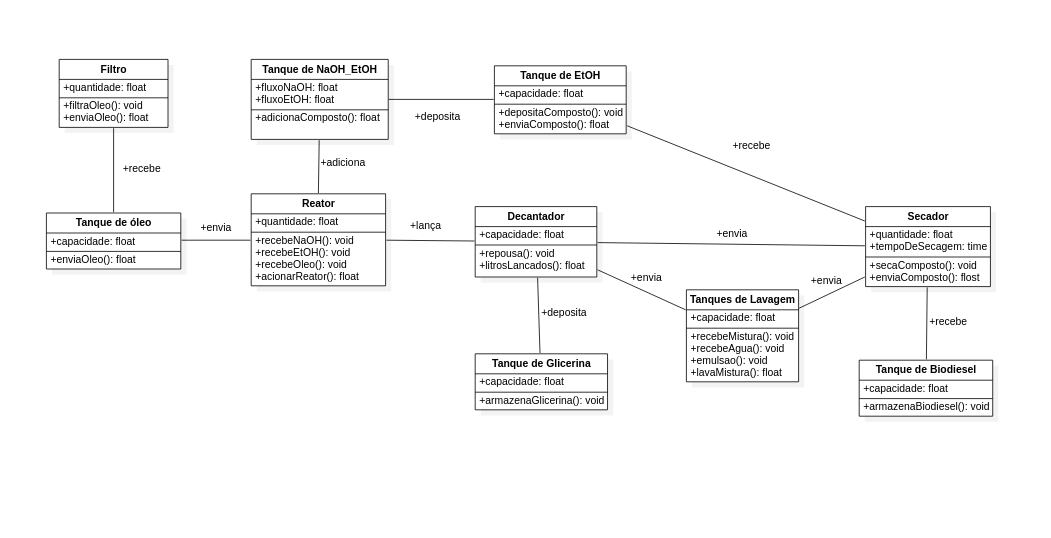 Filtro
+quantidade: float
+filtraOleo(): void
+enviaOleo(): float
Tanque de NaOH_EtOH
+fluxoNaOH: float
+fluxoEtOH: float
+adicionaComposto(): float
Tanque de EtOH
+capacidade: float
+depositaComposto(): void
+enviaComposto(): float
+deposita
+recebe
+recebe
+adiciona
Tanque de óleo
+capacidade: float
+enviaOleo(): float
+envia
Reator
+quantidade: float
+recebeNaOH(): void
+recebeEtOH(): void
+recebeOleo(): void
+acionarReator(): float
+lança
Decantador
+capacidade: float
+repousa(): void
+litrosLancados(): float
+envia
Secador
+quantidade: float
+tempoDeSecagem: time
+secaComposto(): void
+enviaComposto(): flost
+envia
+envia
+deposita
Tanques de Lavagem
+capacidade: float
+recebeMistura(): void
+recebeAgua(): void
+emulsao(): void
+lavaMistura(): float
+recebe
Tanque de Glicerina
+capacidade: float
+armazenaGlicerina(): void
Tanque de Biodiesel
+capacidade: float
+armazenaBiodiesel(): void